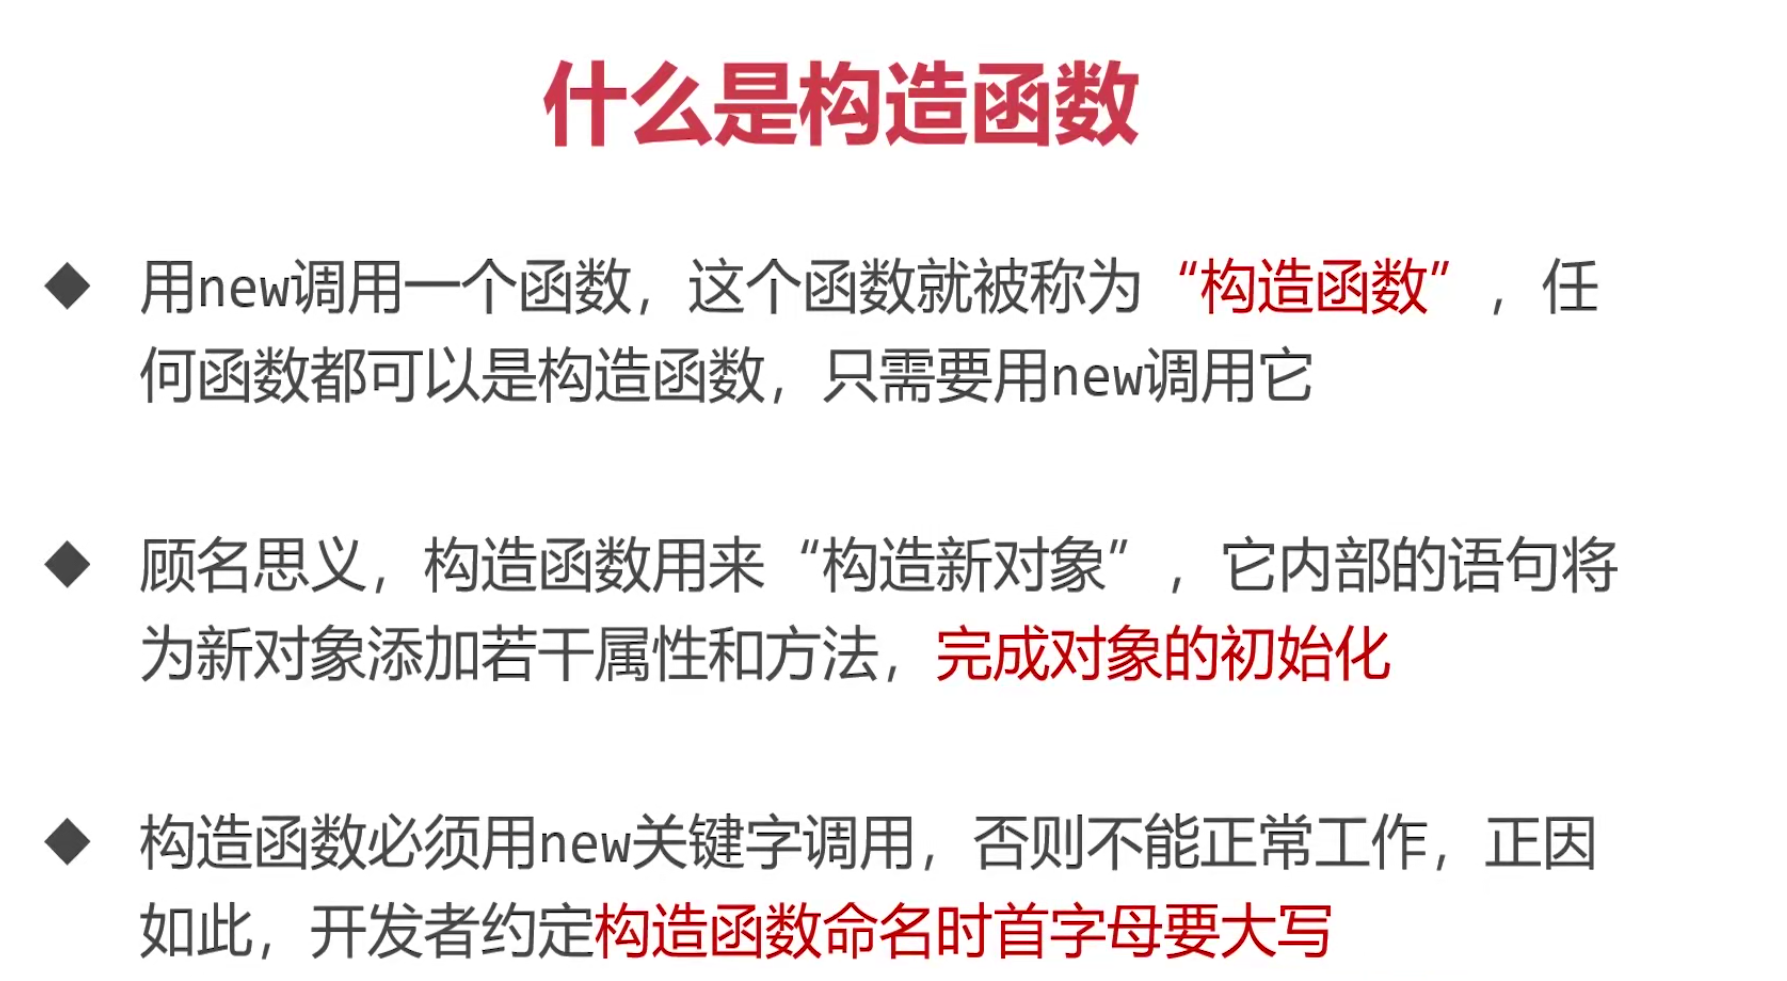 什么是构造函数
用new调用一个函数，这个函数就被称为“构造函数”，任
何函数都可以是构造函数，只需要用new调用它
顾名思义，构造函数用来“构造新对象”，它内部的语句将
为新对象添加若干属性和方法，完成对象的初始化
构造函数必须用new关键字调用，否则不能正常工作，正因
如此，开发者约定构造函数命名时首字母要大写